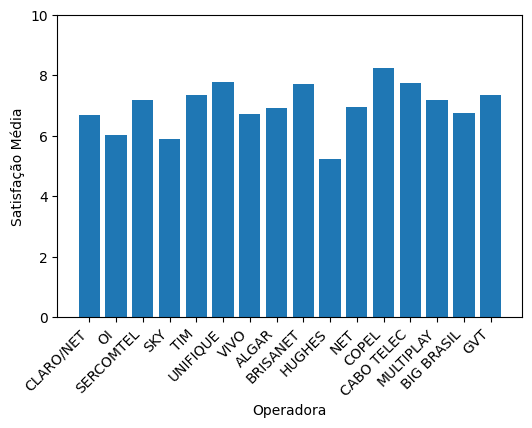 10
8
6
4
2
0
Satisfação Média
CLARO/NET
OI
SERCOMTEL
SKY
TIM
UNIFIQUE
VIVO
ALGAR
BRISANET
HUGHES
NET
COPEL
CABO TELEC
MULTIPLAY
BIG BRASIL
GVT
Operadora